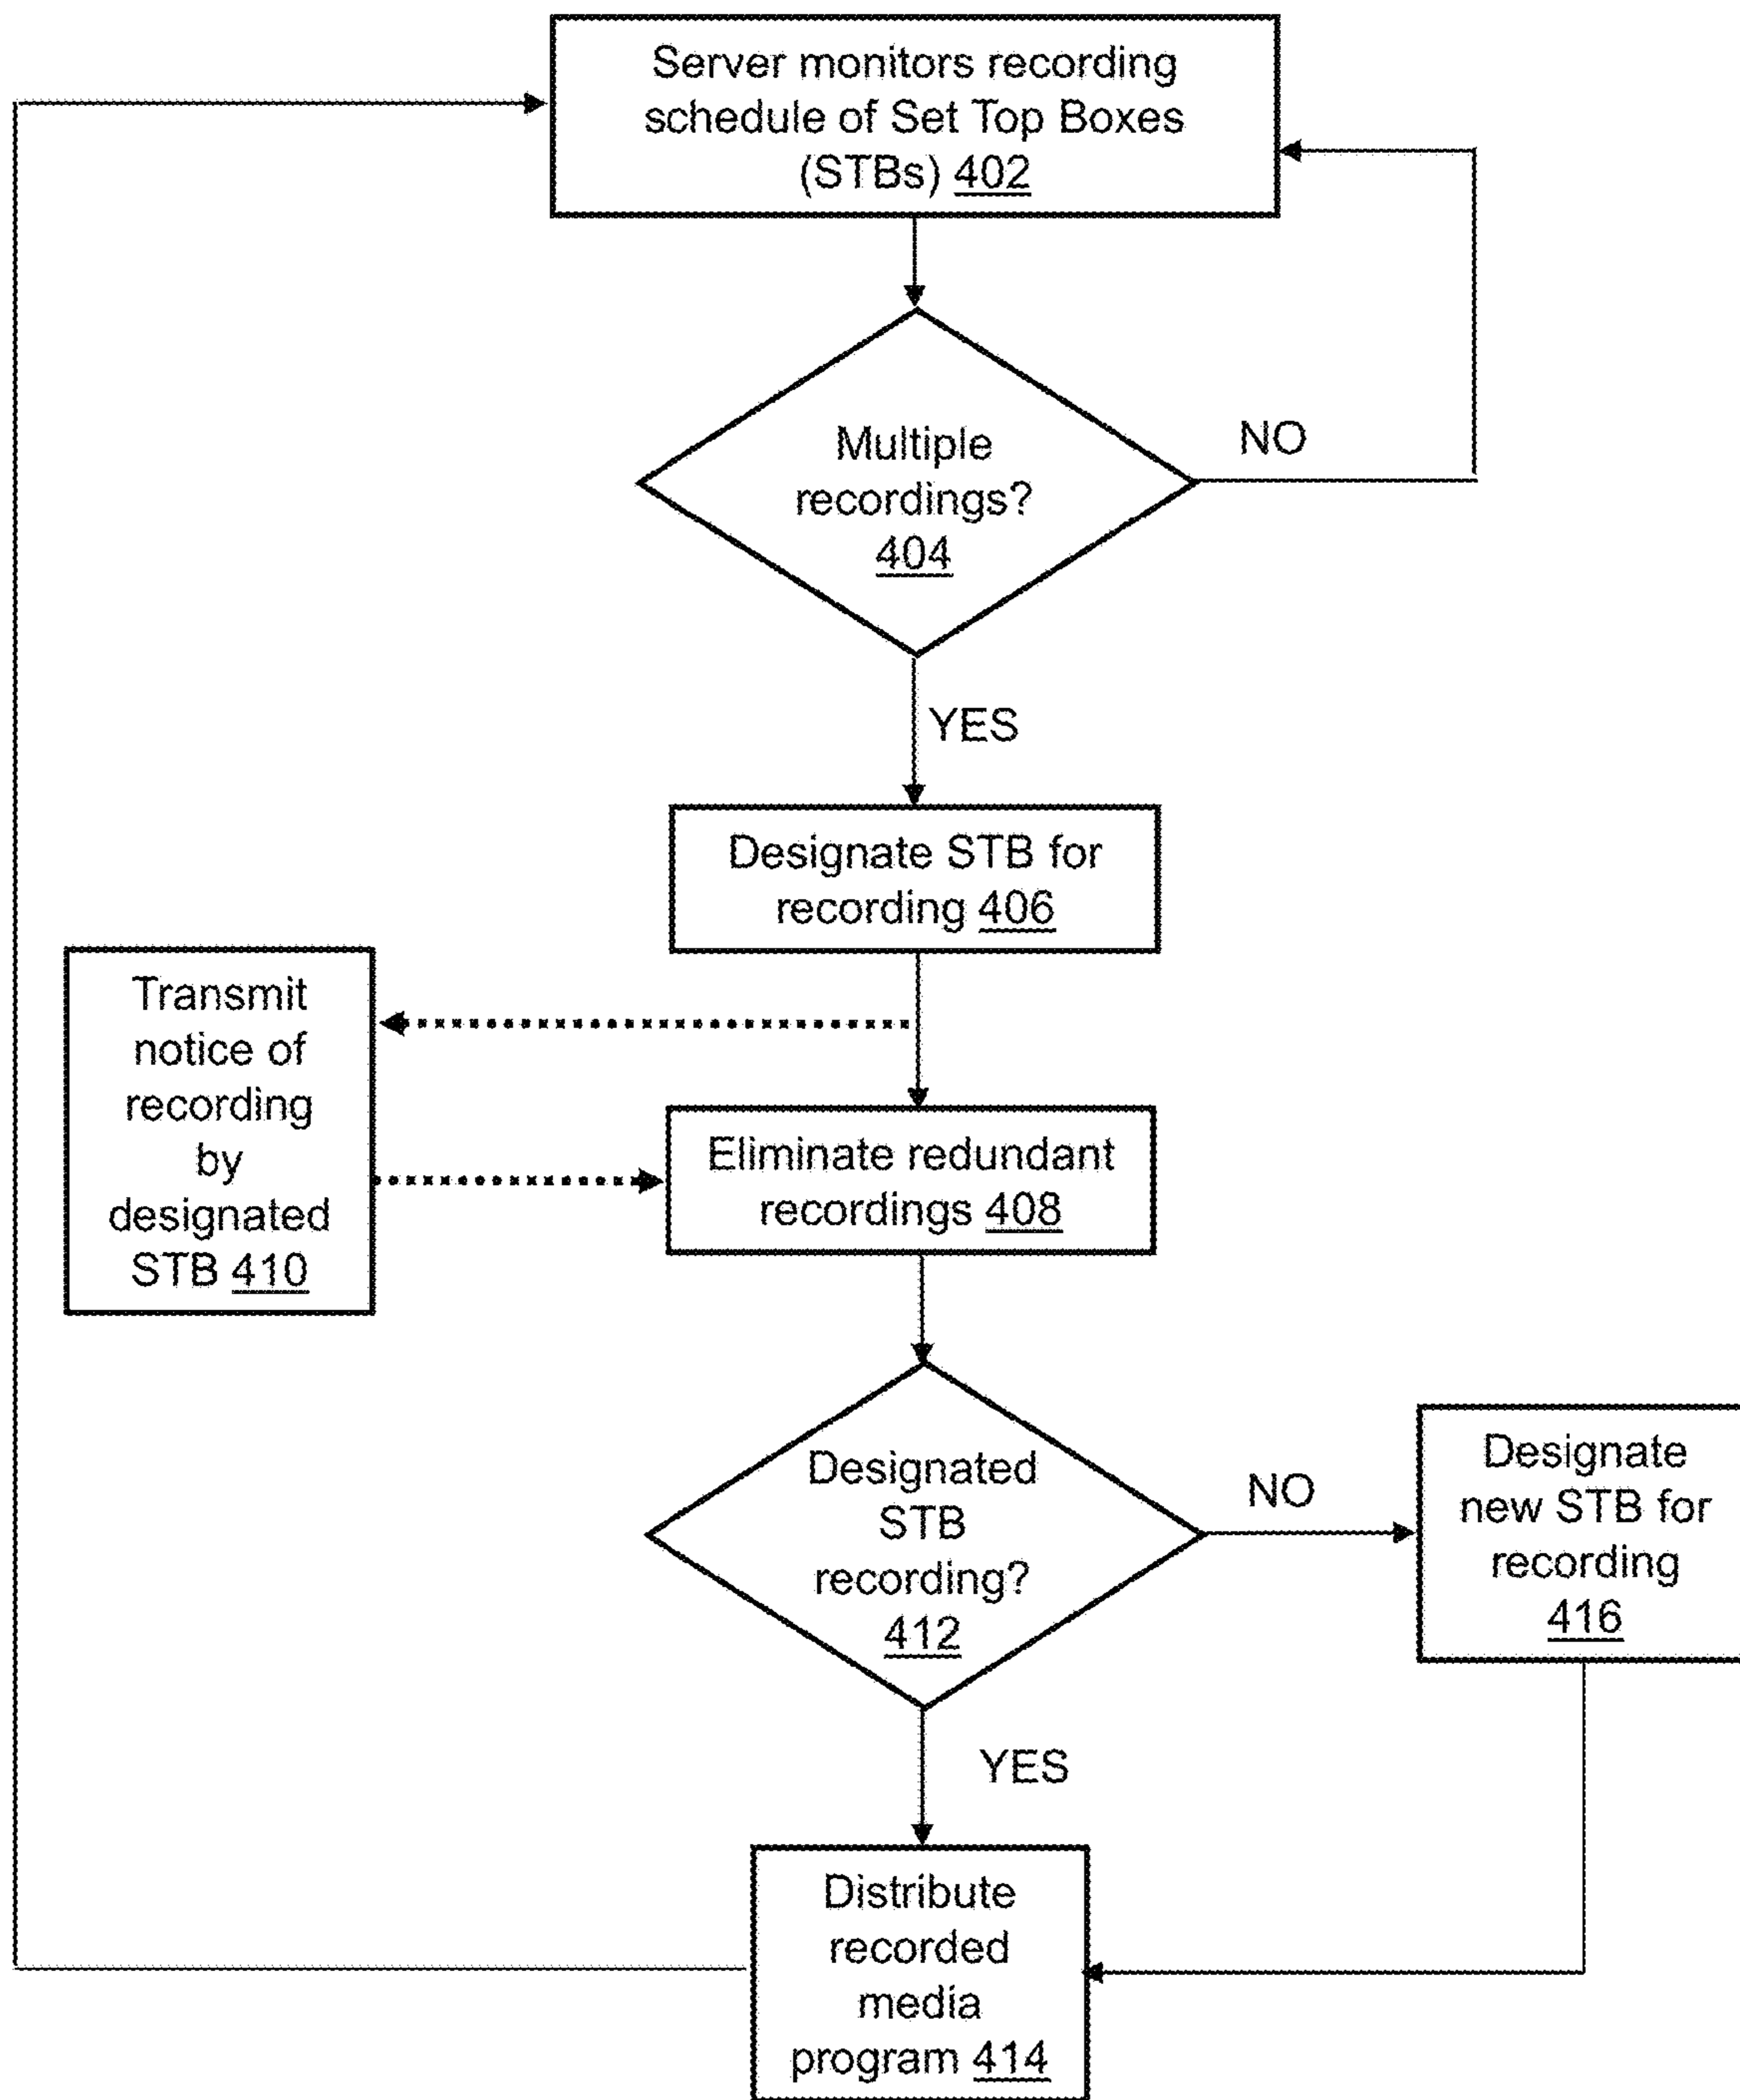 Server monitors recording
schedule of Set Top Boxes
(STBs) 402
Multiple
recordings?
404
NO
YES
Designate STB for
recording 406
Transmit
notice of
recording
by
designated
STB 410
Eliminate redundant
recordings 408
Designated
STB
recording?
412
NO
Designate
new STB for
recording
416
YES
Distribute
recorded
media
program 414